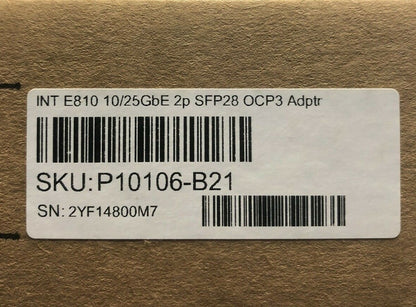 INT E810 10/25GbE 2p SFP28 OCP3 Adptr
SKU:P10106-B21
SN: 2YF14800M7